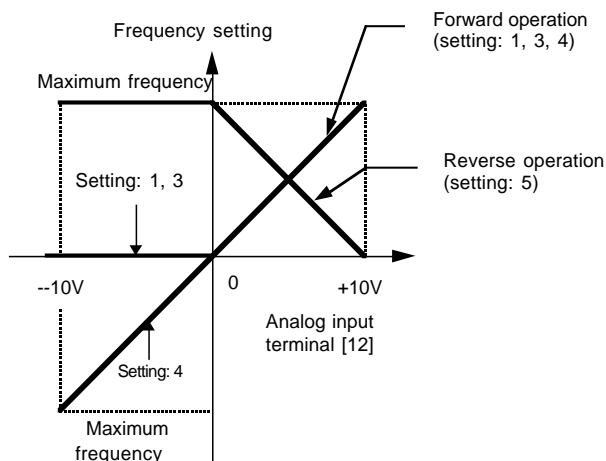 Forward operation
(setting: 1, 3, 4)
Frequency setting
Maximum frequency
Reverse operation
(setting: 5)
Setting: 1, 3
--10V
0
+10V
Analog input
terminal [12]
Setting: 4
Maximum
frequency